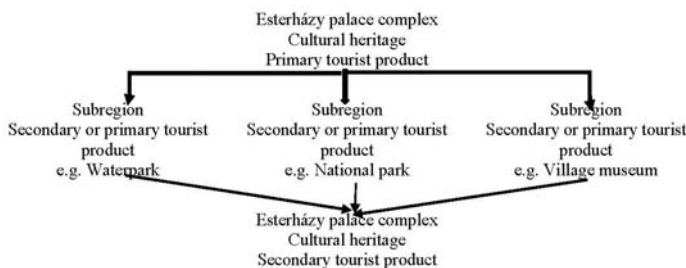 Esterházy palace complex
Cultural heritage
Primary tourist product
Subregion
Secondary or primary tourist
product
e.g. Waterpark
Subregion
Secondary or primary tourist
product
e.g. National park
Subregion
Secondary or primary tourist
product
e.g. Village museum
Esterházy palace complex
Cultural heritage
Secondary tourist product